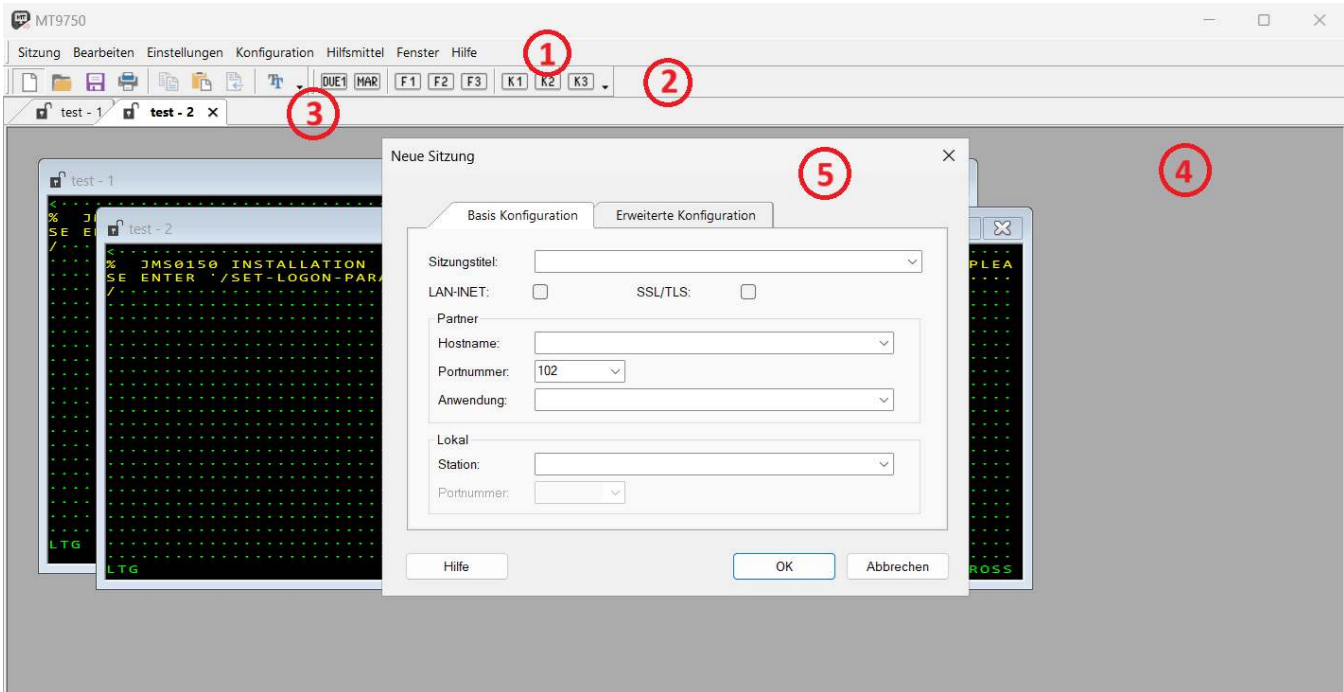 MT9750
Sitzung Bearbeiten Einstellungen Konfiguration Hilfsmittel Fenster Hilfe
1
DUE1 MAR F1 F2 F3 K1 K2 K3
2
test - 1 test - 2
3
Neue Sitzung
5
4
test - 1
test - 2
Basis Konfiguration Erweiterte Konfiguration
% JMS0150 INSTALLATION
PLEA
SE ENTER '/SET-LOGON-PARA
Sitzungstitel:
LAN-INET: SSL/TLS:
Partner
Hostname:
Portnummer: 102
Anwendung:
Lokal
Station:
Portnummer:
LTG
LTG
ROSS
Hilfe OK Abbrechen